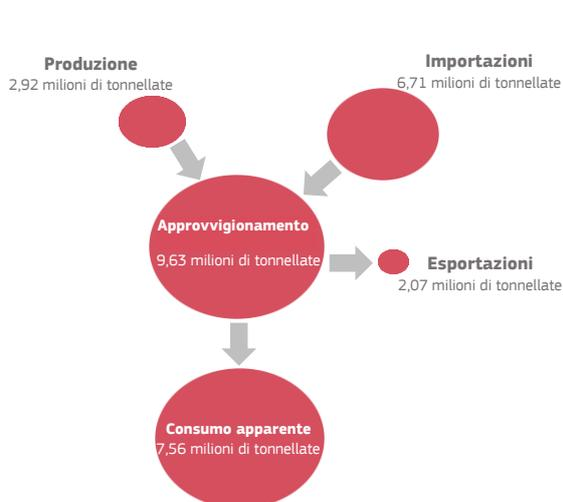 Produzione
2,92 milioni di tonnellate
Importazioni
6,71 milioni di tonnellate
Approvvigionamento
9,63 milioni di tonnellate
Esportazioni
2,07 milioni di tonnellate
Consumo apparente
7,56 milioni di tonnellate